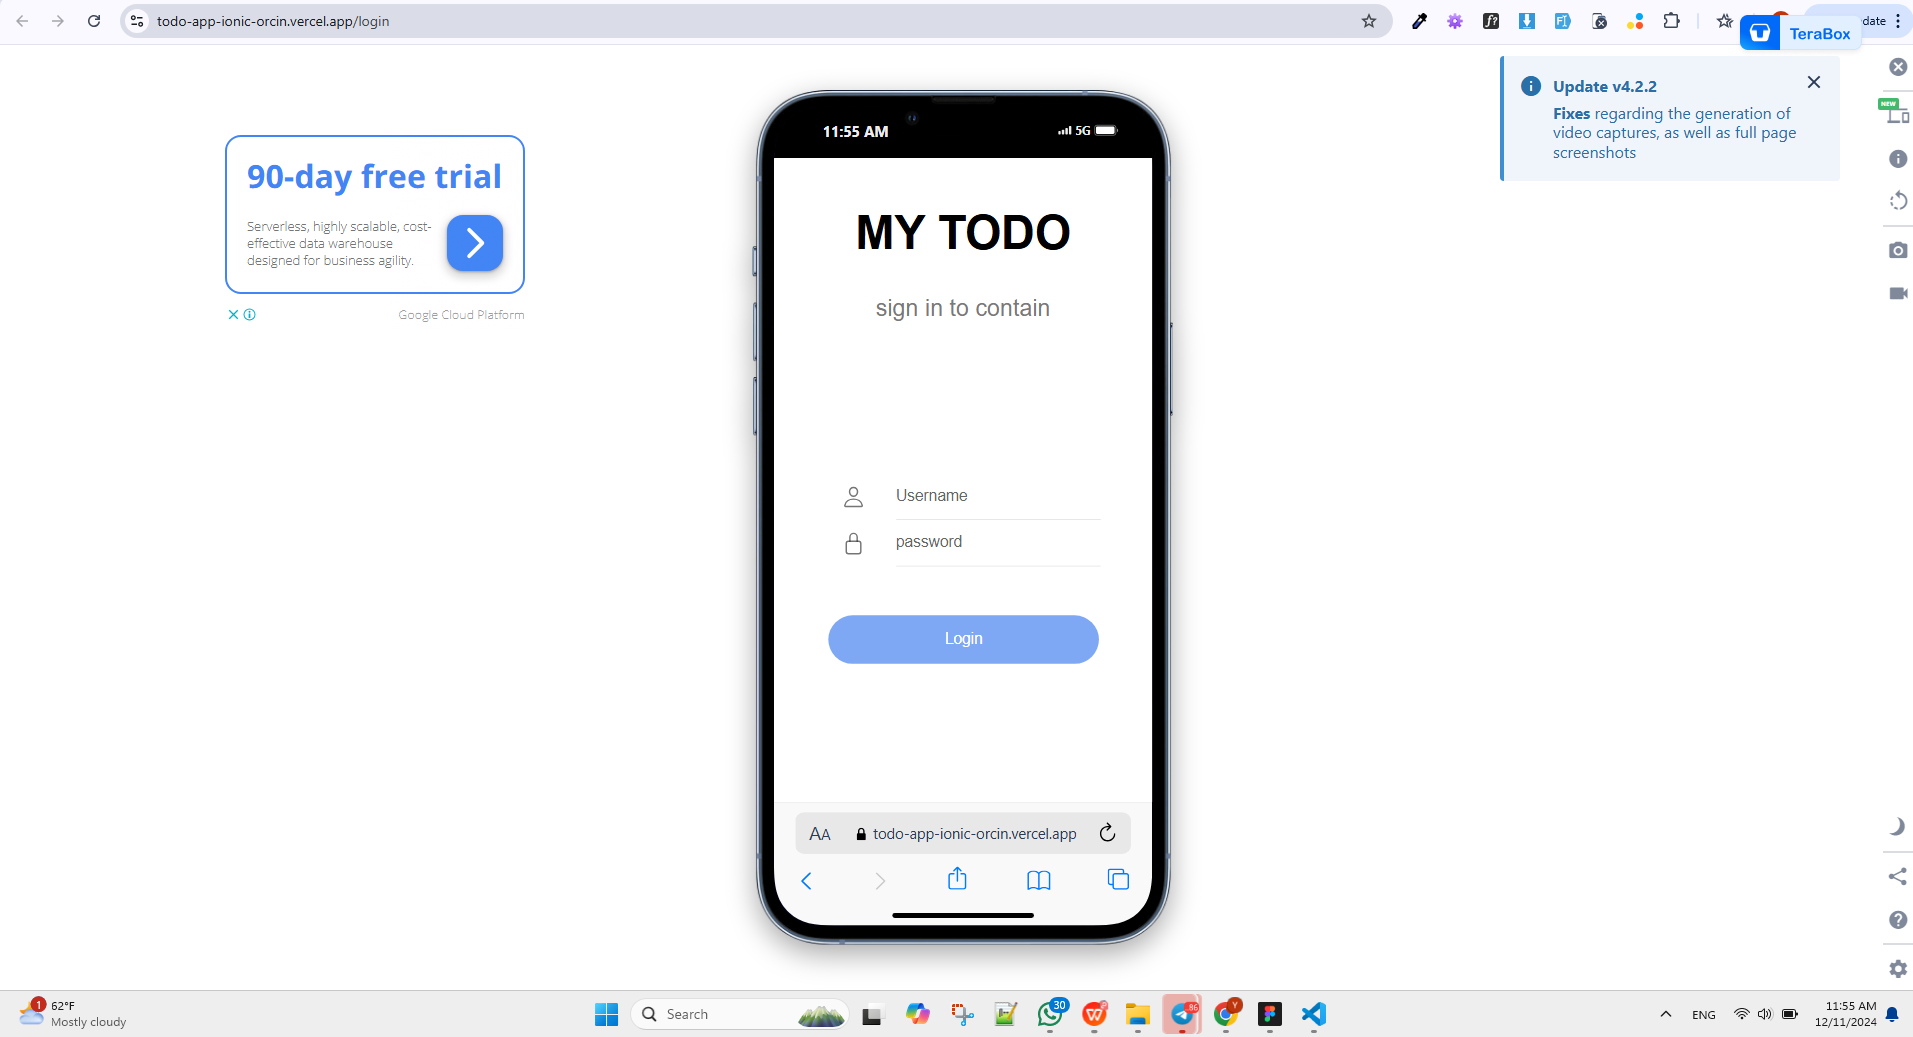 todo-app-ionic-orcin.vercel.app/login
date
TeraBox
Update v4.2.2
Fixes regarding the generation of
video captures, as well as full page
screenshots
NEW
90-day free trial
Serverless, highly scalable, cost-
effective data warehouse
designed for business agility.
Google Cloud Platform
11:55 AM
5G
MY TODO
sign in to contain
Username
password
Login
AA
todo-app-ionic-orcin.vercel.app
1
62°F
Mostly cloudy
Search
30
86
Y
ENG
11:55 AM
12/11/2024